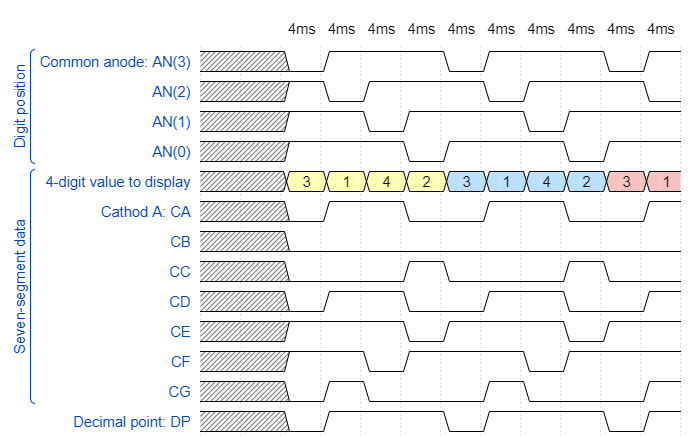 4ms 4ms 4ms 4ms 4ms 4ms 4ms 4ms 4ms 4ms
Digit position
Common anode: AN(3)
AN(2)
AN(1)
AN(0)
Seven-segment data
4-digit value to display 3 1 4 2 3 1 4 2 3 1
Cathod A: CA
CB
CC
CD
CE
CF
CG
Decimal point: DP